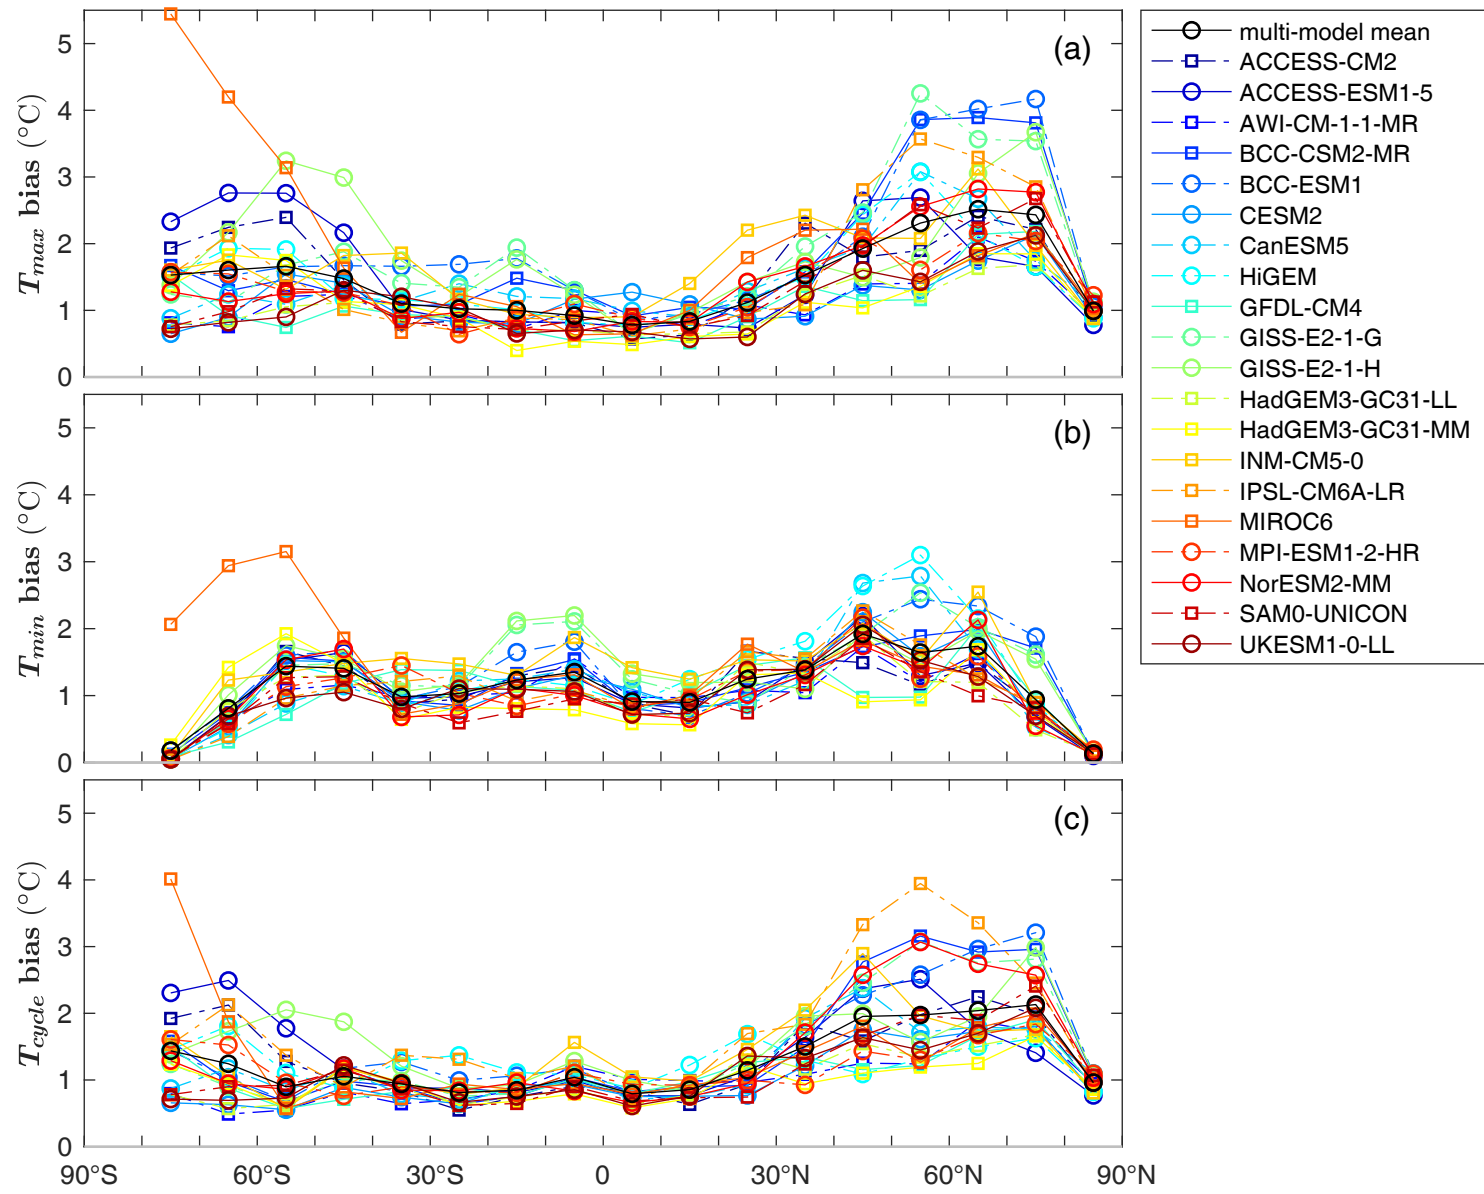 (a)
5
4
3
2
1
0
T_max bias (°C)
(b)
5
4
3
2
1
0
T_min bias (°C)
(c)
5
4
3
2
1
0
T_cycle bias (°C)
90°S 60°S 30°S 0 30°N 60°N 90°N
multi-model mean
ACCESS-CM2
ACCESS-ESM1-5
AWI-CM-1-1-MR
BCC-CSM2-MR
BCC-ESM1
CESM2
CanESM5
HiGEM
GFDL-CM4
GISS-E2-1-G
GISS-E2-1-H
HadGEM3-GC31-LL
HadGEM3-GC31-MM
INM-CM5-0
IPSL-CM6A-LR
MIROC6
MPI-ESM1-2-HR
NorESM2-MM
SAM0-UNICON
UKESM1-0-LL